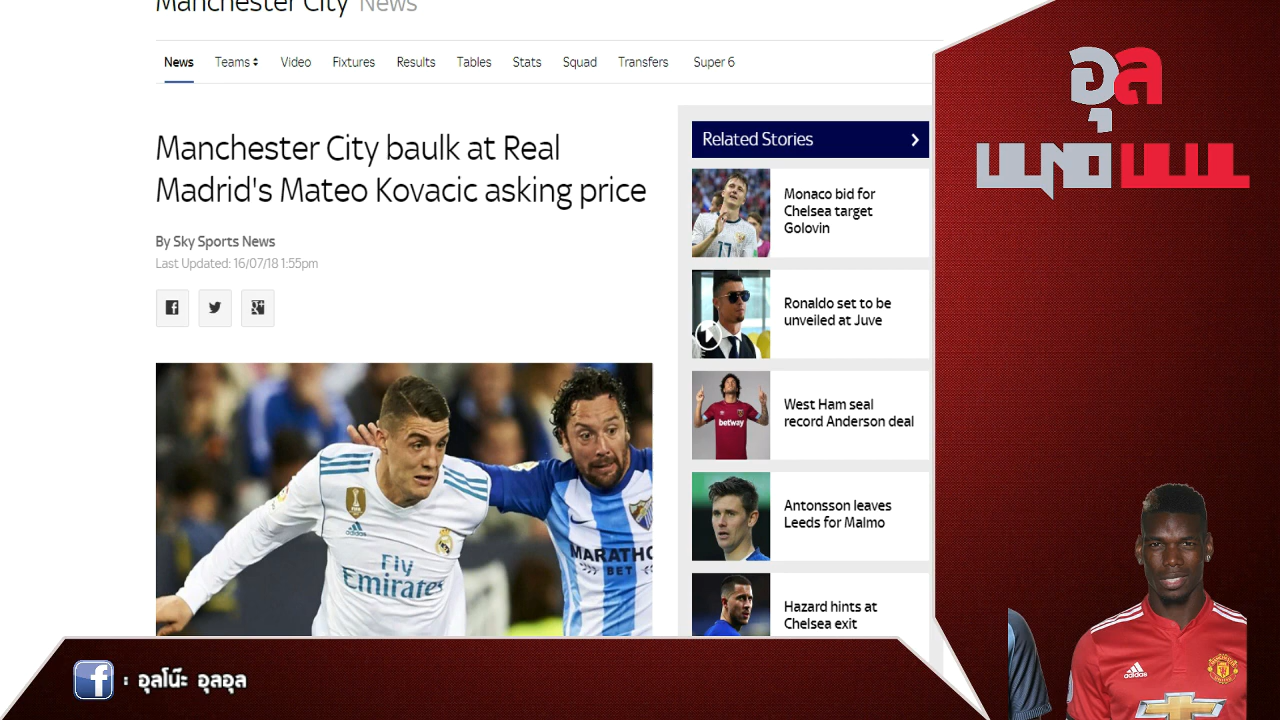 Manchester City News
News Teams Video Fixtures Results Tables Stats Squad Transfers Super 6
Manchester City baulk at Real
Madrid's Mateo Kovacic asking price
By Sky Sports News
Last Updated: 16/07/18 1:55pm
Fly
Emirates
adidas
MARATHO
BET
Related Stories
Monaco bid for
Chelsea target
Golovin
17
Ronaldo set to be
unveiled at Juve
West Ham seal
record Anderson deal
betway
Antonsson leaves
Leeds for Malmo
Hazard hints at
Chelsea exit
อุล
adidas
: อุลโน๊ะ อุลอุล